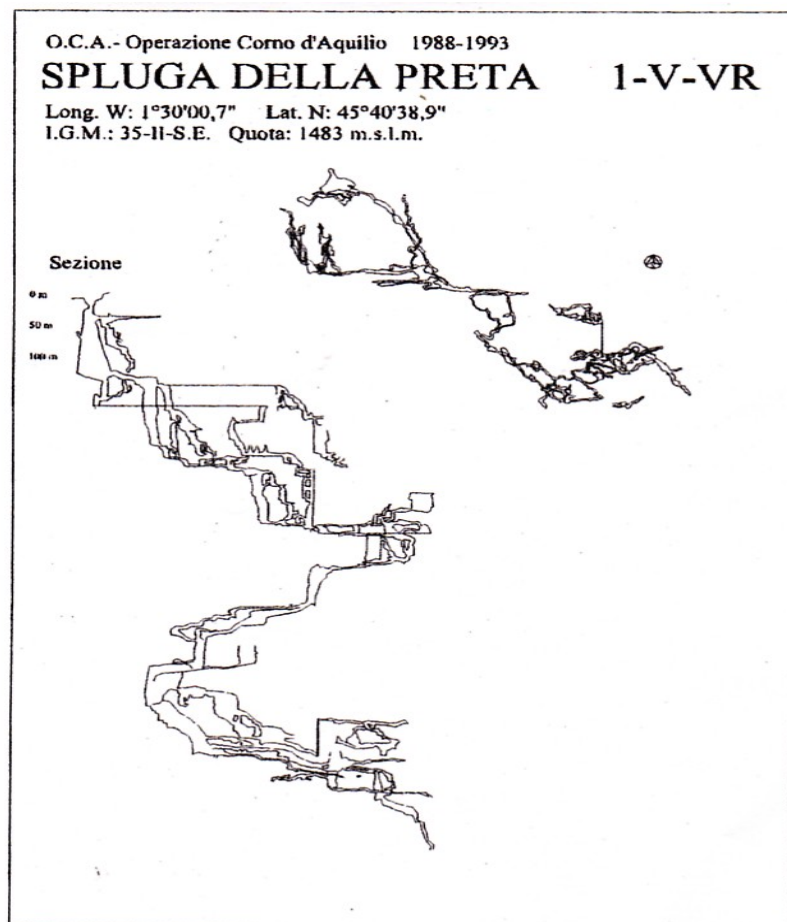 O.C.A.- Operazione Corno d'Aquilio 1988-1993
SPLUGA DELLA PRETA 1-V-VR
Long. W: 1°30'00,7" Lat. N: 45°40'38,9"
I.G.M.: 35-II-S.E. Quota: 1483 m.s.l.m.
Sezione
0 m
50 m
100 m